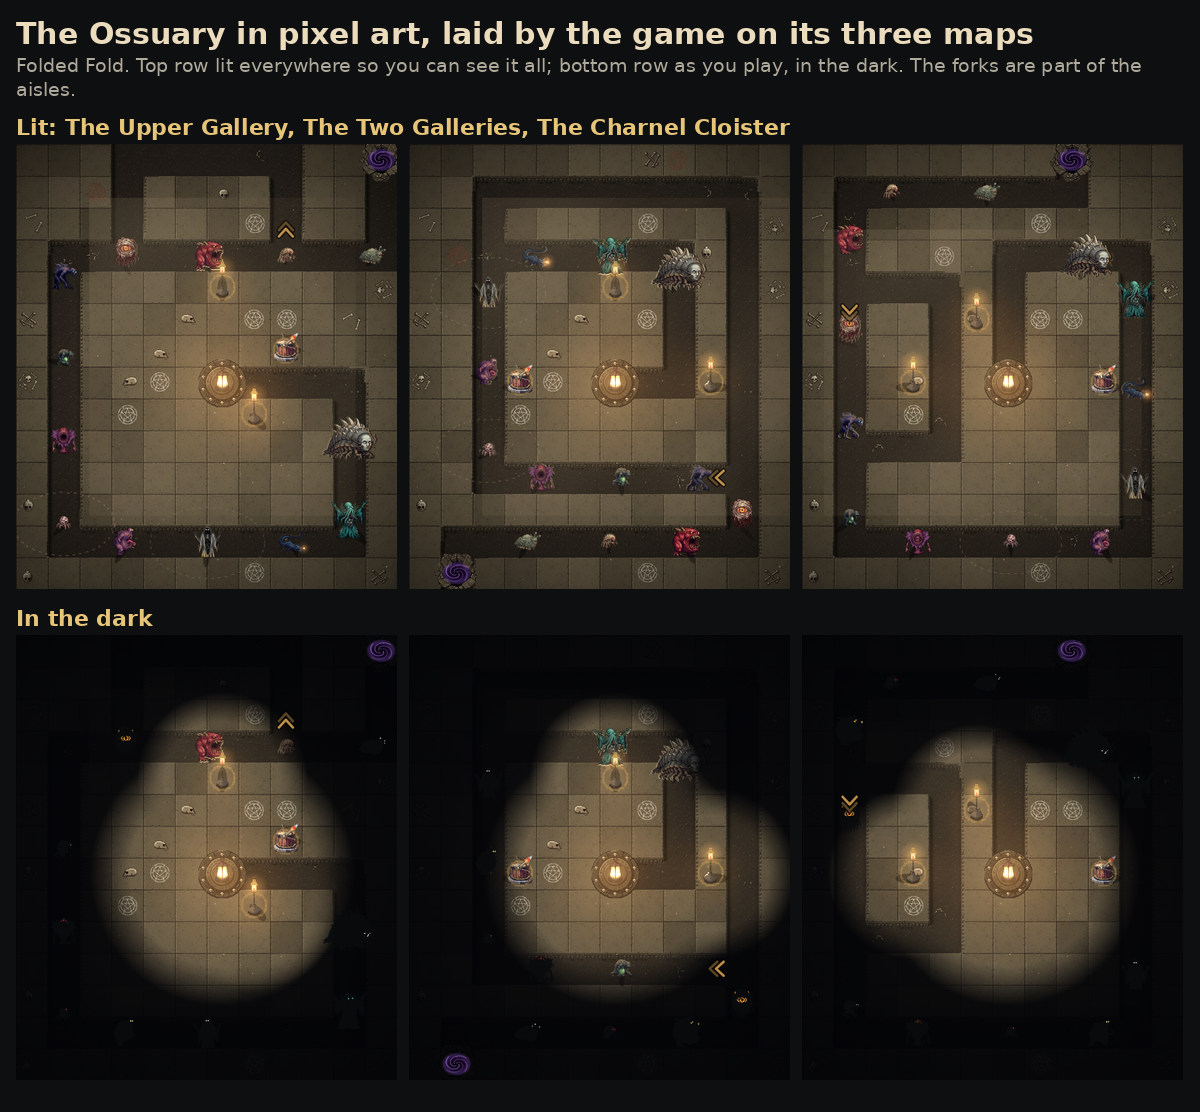 The Ossuary in pixel art, laid by the game on its three maps
Folded Fold. Top row lit everywhere so you can see it all; bottom row as you play, in the dark. The forks are part of the
aisles.
Lit: The Upper Gallery, The Two Galleries, The Charnel Cloister
In the dark